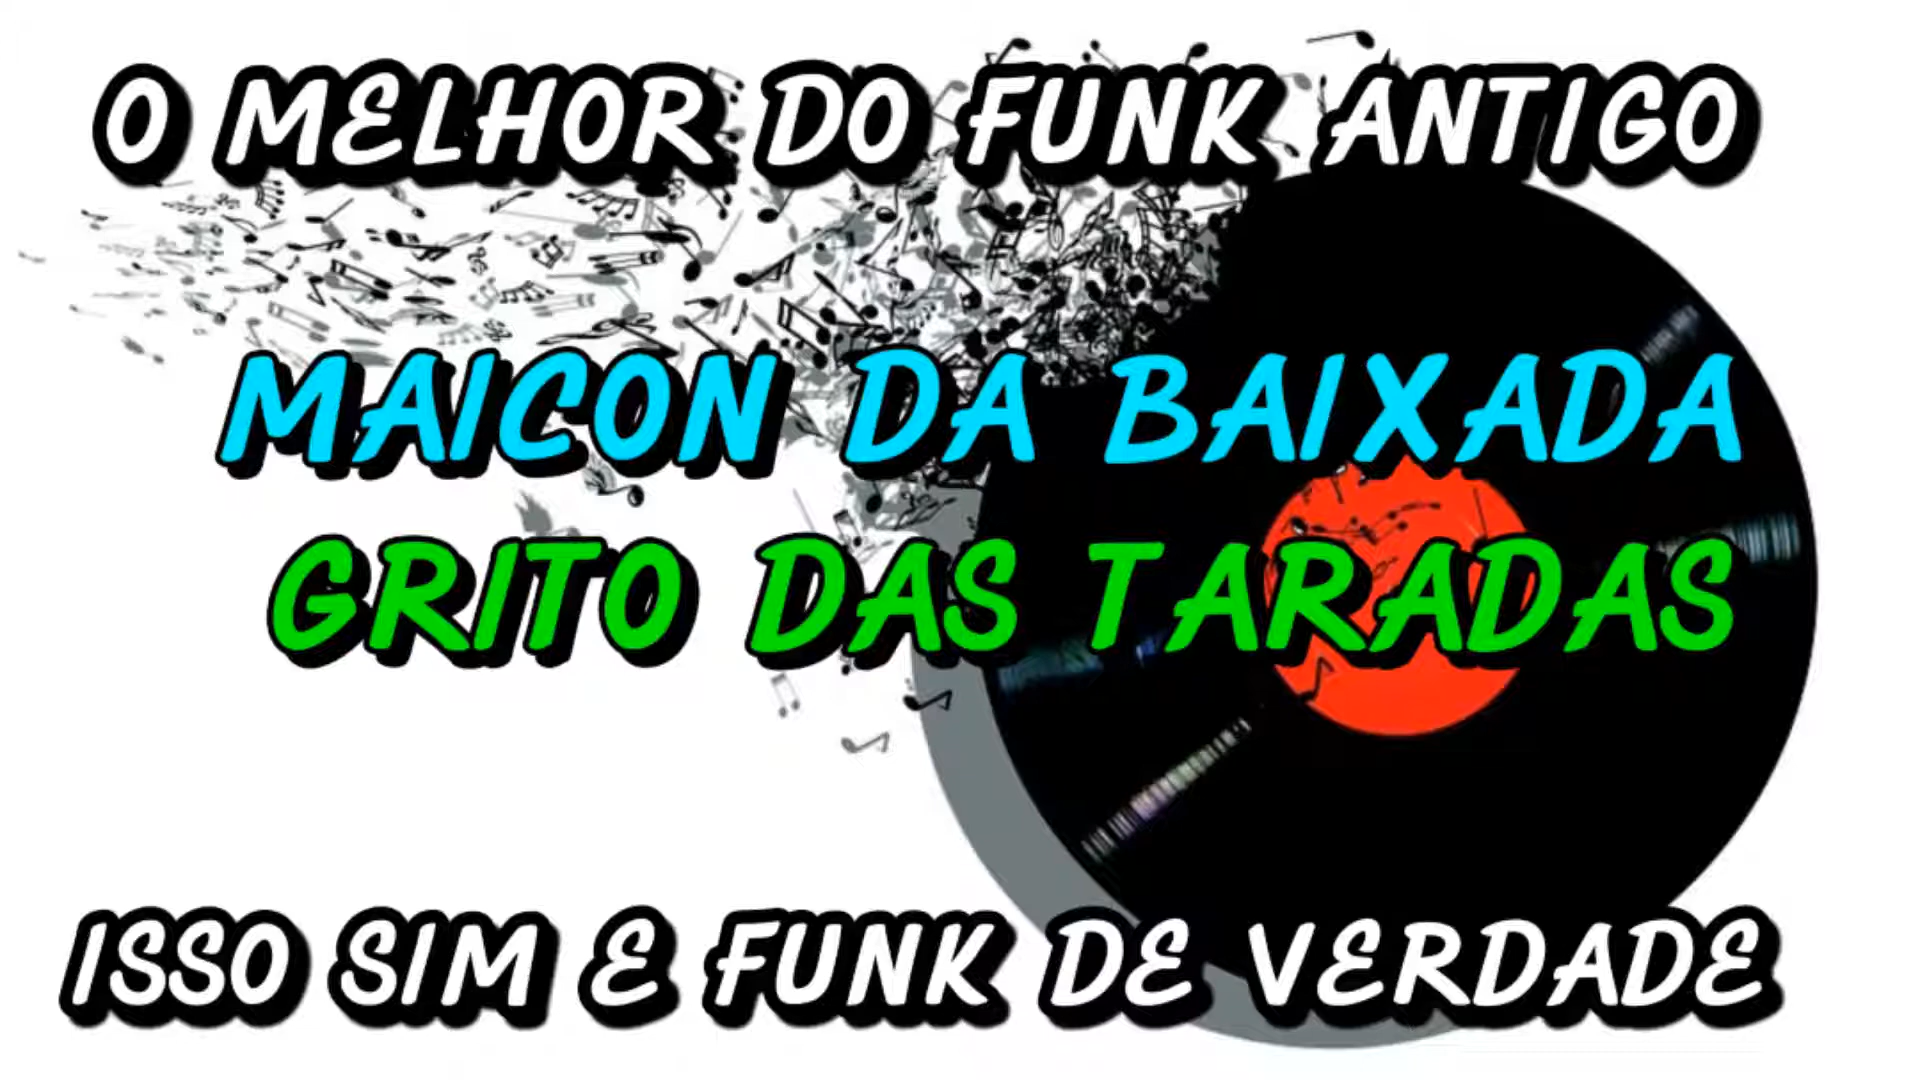 O MELHOR DO FUNK ANTIGO
MAICON DA BAIXADA
GRITO DAS TARADAS
ISSO SIM E FUNK DE VERDADE